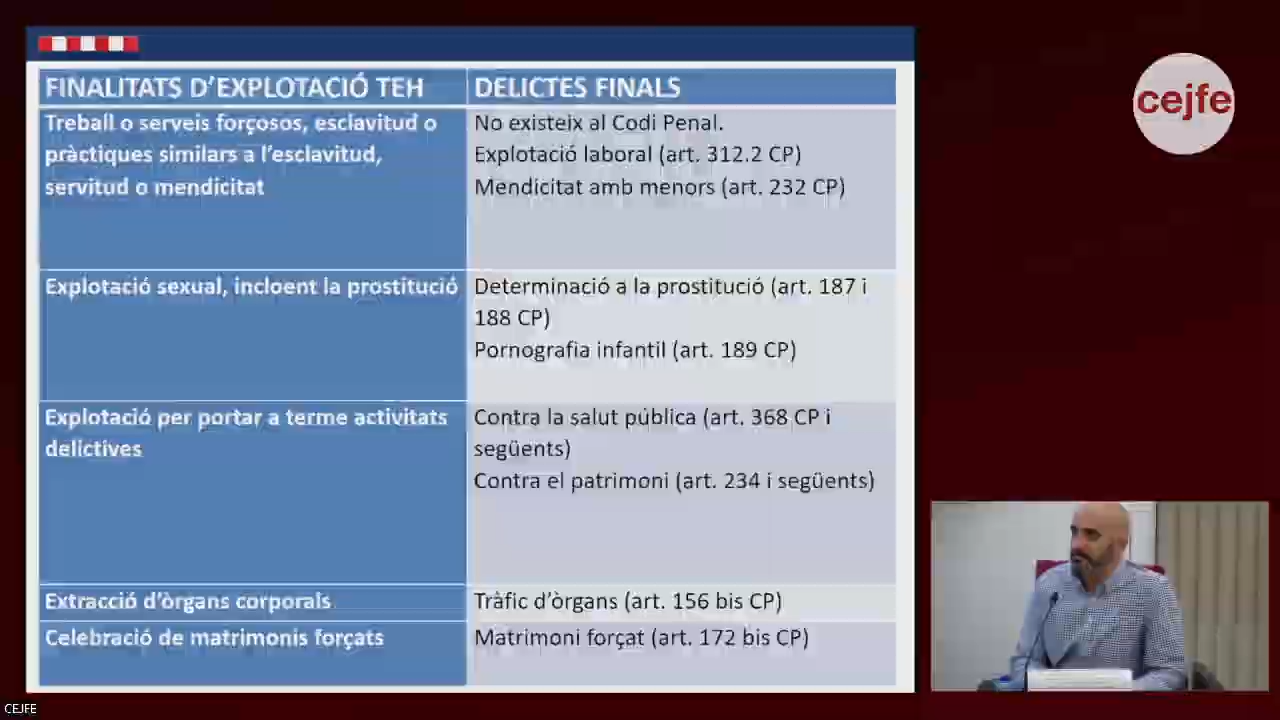 FINALITATS D'EXPLOTACIÓ TEH
DELICTES FINALS
Treball o serveis forçosos, esclavitud o
pràctiques similars a l'esclavitud,
servitud o mendicitat
No existeix al Codi Penal.
Explotació laboral (art. 312.2 CP)
Mendicitat amb menors (art. 232 CP)
Explotació sexual, incloent la prostitució
Determinació a la prostitució (art. 187 i
188 CP)
Pornografia infantil (art. 189 CP)
Explotació per portar a terme activitats
delictives
Contra la salut pública (art. 368 CP i
següents)
Contra el patrimoni (art. 234 i següents)
Extracció d'òrgans corporals
Tràfic d'òrgans (art. 156 bis CP)
Celebració de matrimonis forçats
Matrimoni forçat (art. 172 bis CP)
cejfe
CEJFE